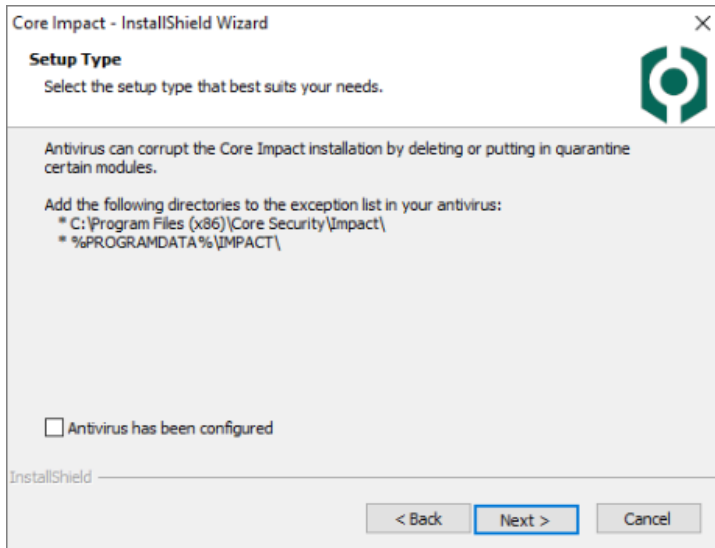 Core Impact - InstallShield Wizard
Setup Type
Select the setup type that best suits your needs.
Antivirus can corrupt the Core Impact installation by deleting or putting in quarantine
certain modules.
Add the following directories to the exception list in your antivirus:
* C:\Program Files (x86)\Core Security\Impact\
* %PROGRAMDATA%\IMPACT\
Antivirus has been configured
InstallShield
< Back
Next >
Cancel